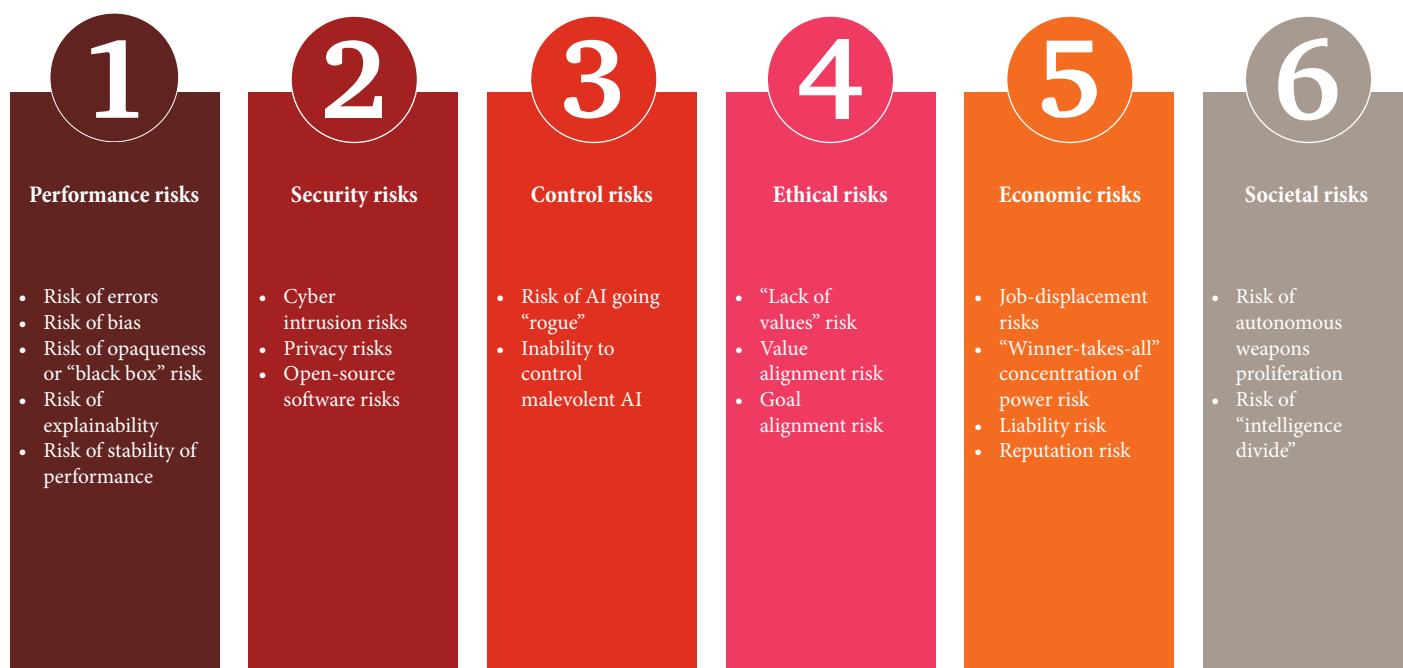 1
Performance risks
• Risk of errors
• Risk of bias
• Risk of opaqueness
or “black box” risk
• Risk of
explainability
• Risk of stability of
performance
2
Security risks
• Cyber
intrusion risks
• Privacy risks
• Open-source
software risks
3
Control risks
• Risk of AI going
“rogue”
• Inability to
control
malevolent AI
4
Ethical risks
• “Lack of
values” risk
• Value
alignment risk
• Goal
alignment risk
5
Economic risks
• Job-displacement
risks
• “Winner-takes-all”
concentration of
power risk
• Liability risk
• Reputation risk
6
Societal risks
• Risk of
autonomous
weapons
proliferation
• Risk of
“intelligence
divide”